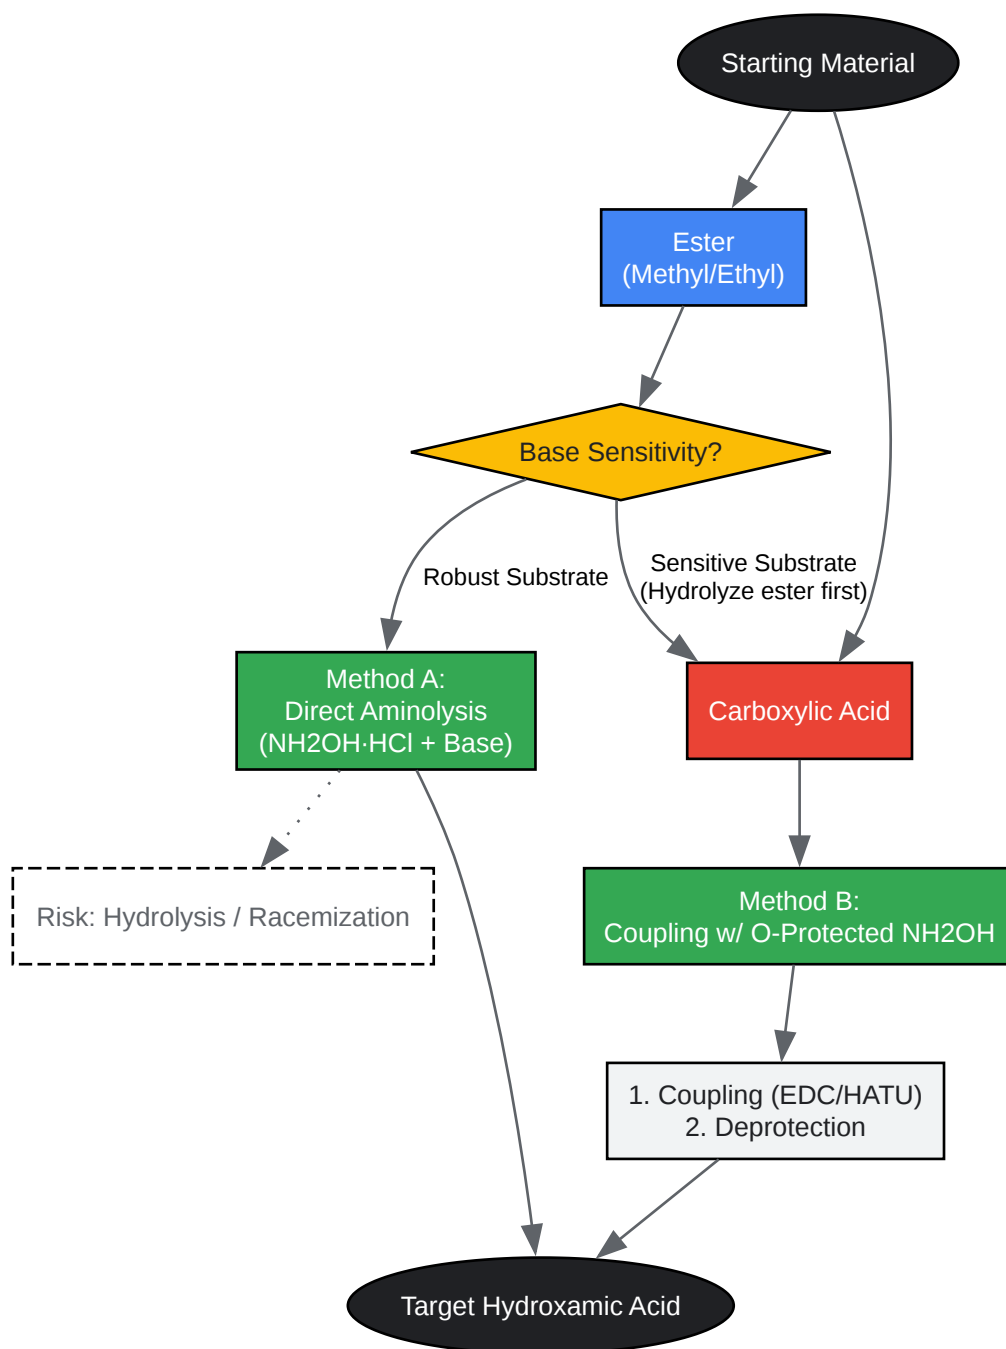 Starting Material
Ester
(Methyl/Ethyl)
Base Sensitivity?
Robust Substrate
Sensitive Substrate
(Hydrolyze ester first)
Method A:
Direct Aminolysis
(NH2OH·HCl + Base)
Carboxylic Acid
Risk: Hydrolysis / Racemization
Method B:
Coupling w/ O-Protected NH2OH
1. Coupling (EDC/HATU)
2. Deprotection
Target Hydroxamic Acid